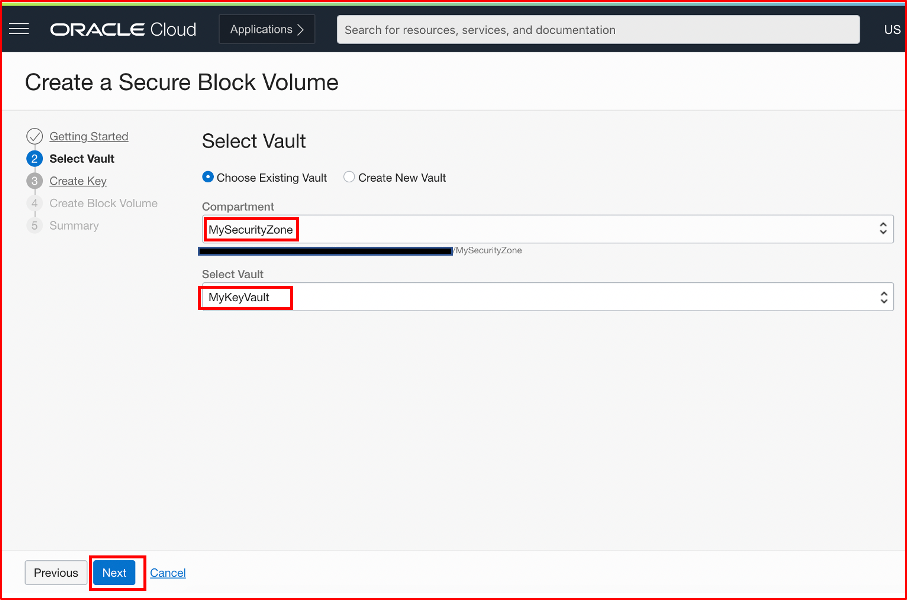 ORACLE Cloud Applications Search for resources, services, and documentation US
Create a Secure Block Volume
Getting Started
2 Select Vault
3 Create Key
4 Create Block Volume
5 Summary
Select Vault
Choose Existing Vault Create New Vault
Compartment
MySecurityZone
/MySecurityZone
Select Vault
MyKeyVault
Previous Next Cancel